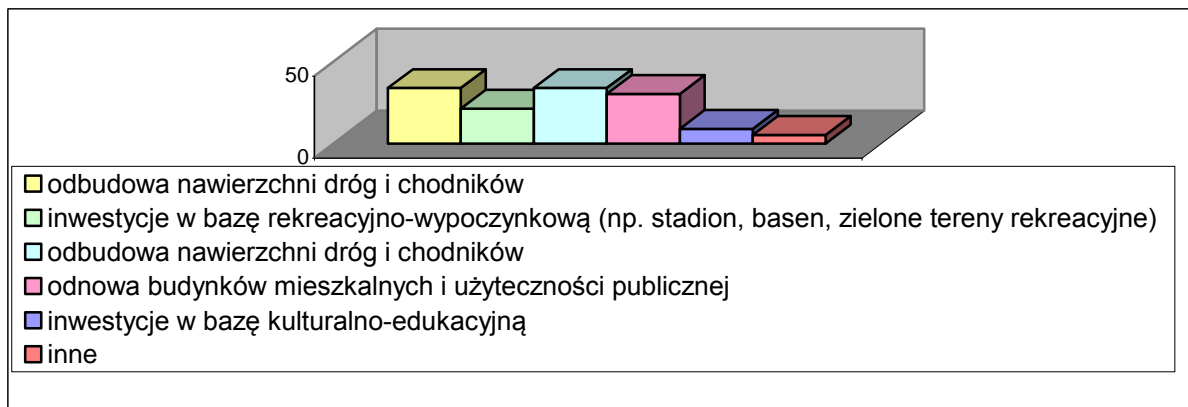 50
0
odbudowa nawierzchni dróg i chodników
inwestycje w bazę rekreacyjno-wypoczynkową (np. stadion, basen, zielone tereny rekreacyjne)
odbudowa nawierzchni dróg i chodników
odnowa budynków mieszkalnych i użyteczności publicznej
inwestycje w bazę kulturalno-edukacyjną
inne